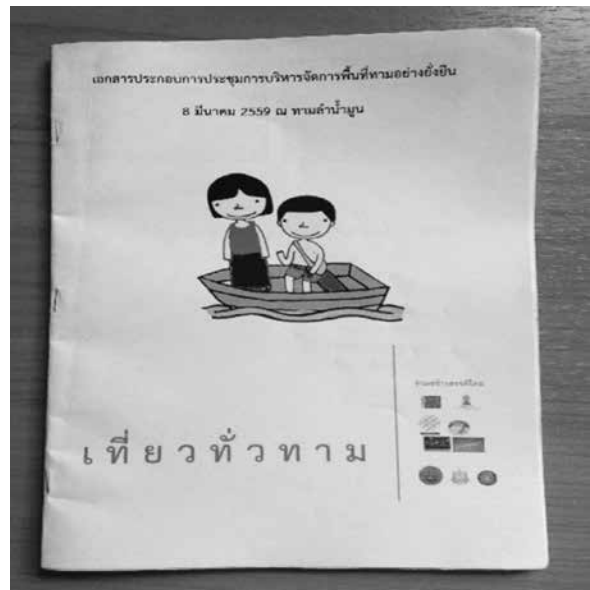 เอกสารประกอบการประชุมการบริหารจัดการพื้นที่ทามอย่างยั่งยืน
8 มีนาคม 2559 ณ ทามลำน้ำมูน
เที่ยวทั่วทาม